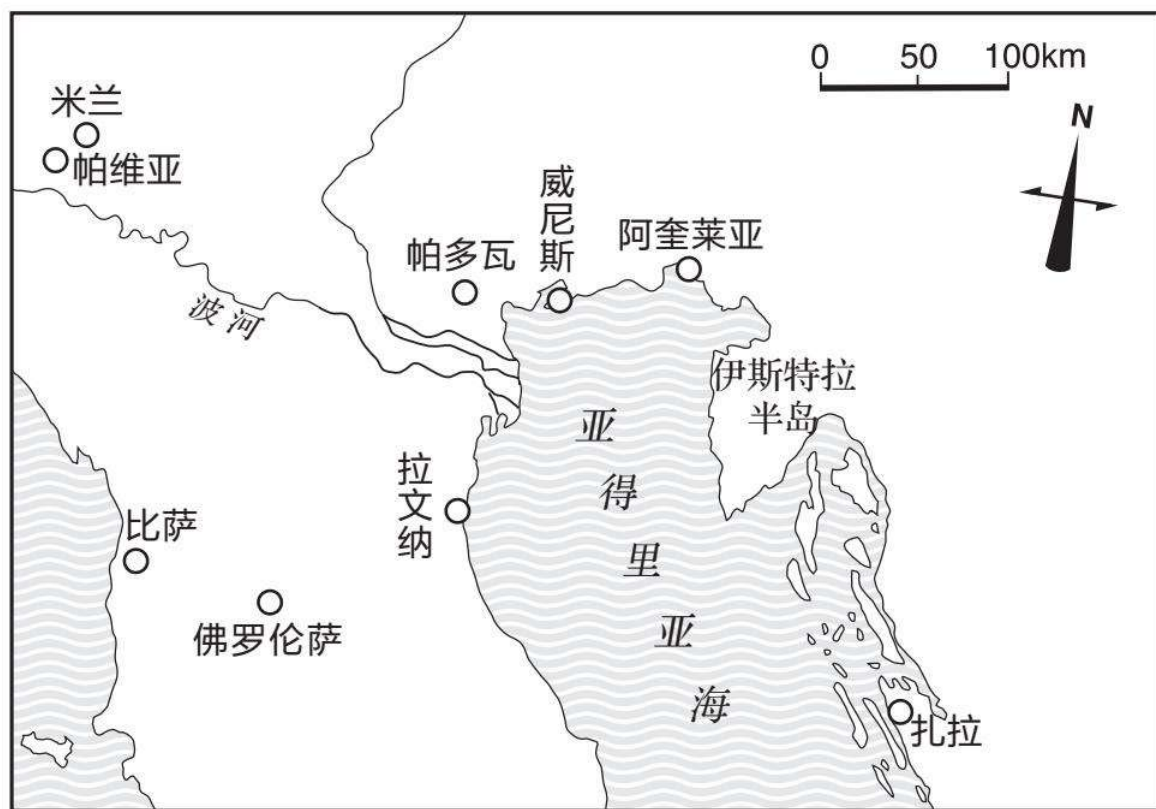 0 50 100km
N
米兰
帕维亚
威尼斯
阿奎莱亚
帕多瓦
波河
伊斯特拉
半岛
亚得里亚海
拉文纳
比萨
佛罗伦萨
扎拉